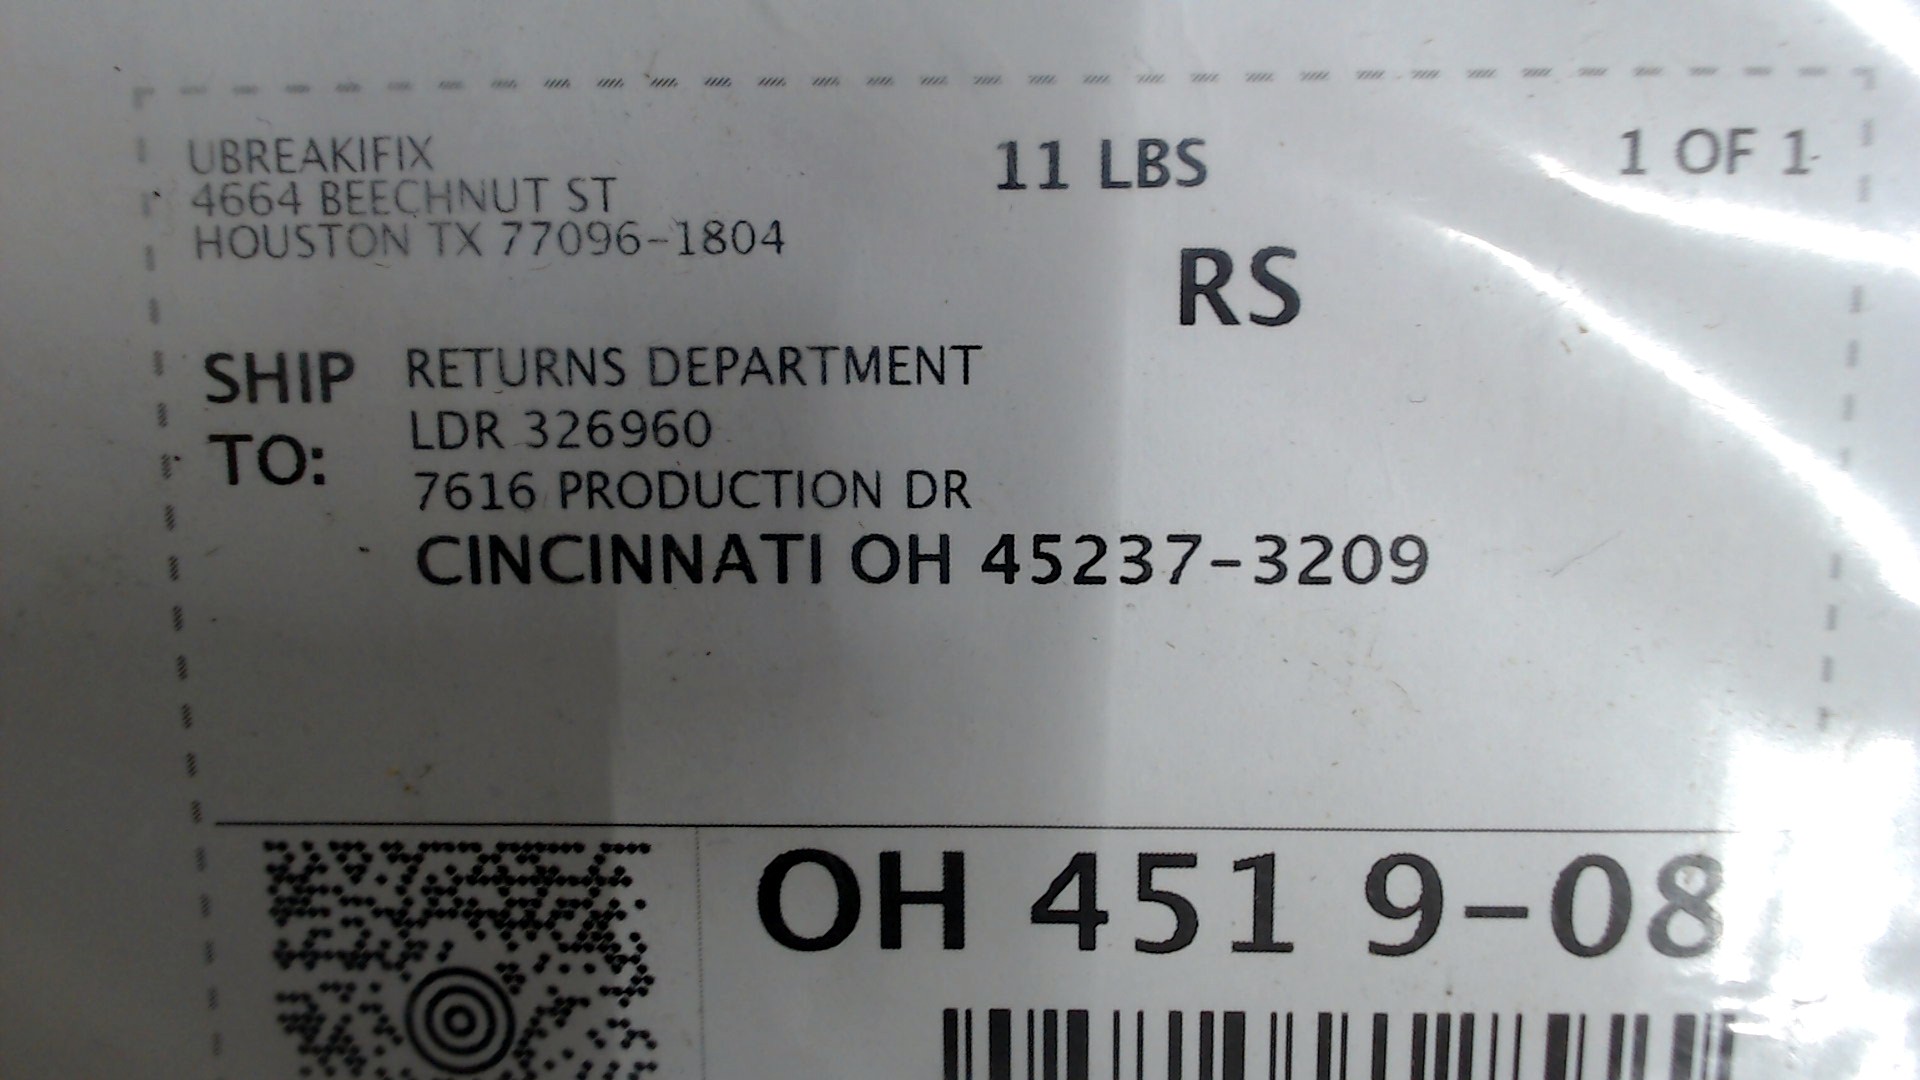 UBREAKIFIX
4664 BEECHNUT ST
HOUSTON TX 77096-1804
11 LBS
1 OF 1
RS
SHIP TO:
RETURNS DEPARTMENT
LDR 326960
7616 PRODUCTION DR
CINCINNATI OH 45237-3209
OH 451 9-08